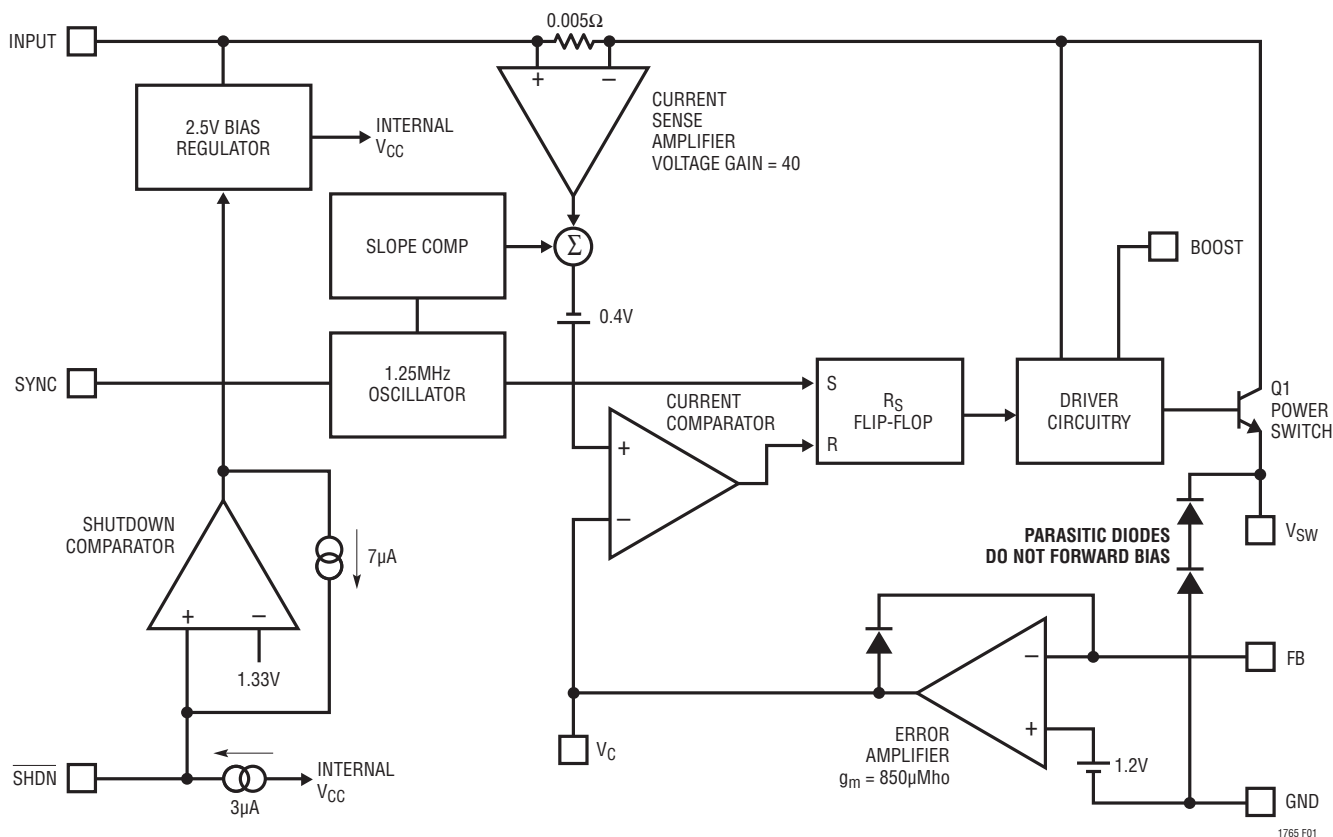 INPUT
0.005Ω
+
−
2.5V BIAS
REGULATOR
INTERNAL
VCC
CURRENT
SENSE
AMPLIFIER
VOLTAGE GAIN = 40
SLOPE COMP
Σ
BOOST
0.4V
SYNC
1.25MHz
OSCILLATOR
S
RS
FLIP-FLOP
R
DRIVER
CIRCUITRY
Q1
POWER
SWITCH
CURRENT
COMPARATOR
+
−
SHUTDOWN
COMPARATOR
7µA
+
−
1.33V
PARASITIC DIODES
DO NOT FORWARD BIAS
VSW
−
FB
+
ERROR
AMPLIFIER
gm = 850µMho
1.2V
VC
SHDN
3µA
INTERNAL
VCC
GND
1765 F01